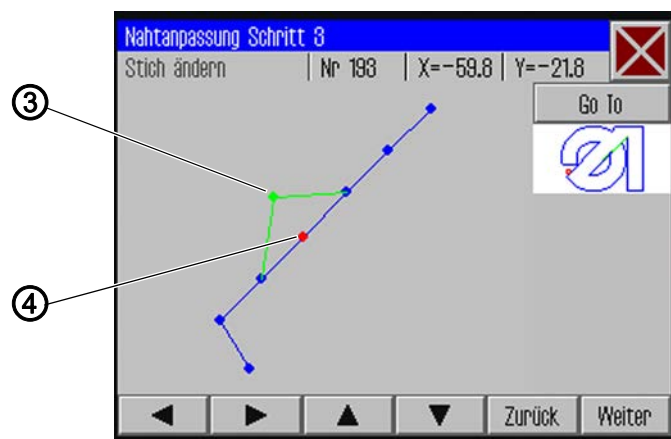 Nahtanpassung Schritt 3
Stich ändern Nr 193 X=-59.8 Y=-21.8
Go To
③
④
Zurück Weiter